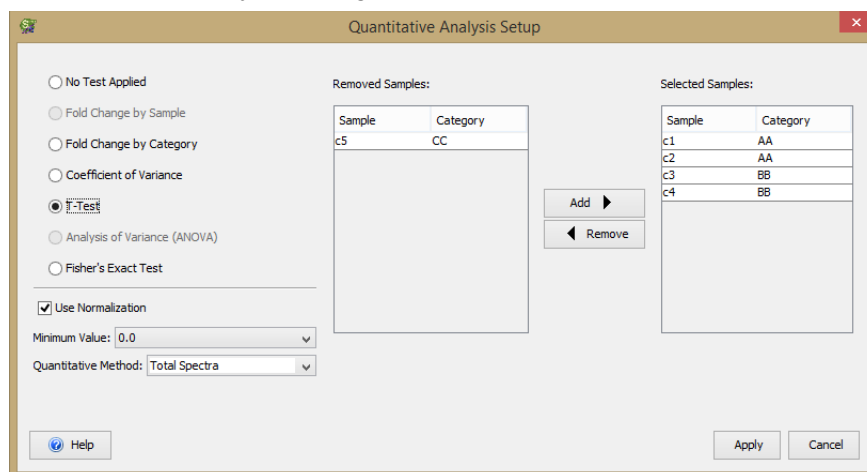 Quantitative Analysis Setup
No Test Applied
Fold Change by Sample
Fold Change by Category
Coefficient of Variance
T-Test
Analysis of Variance (ANOVA)
Fisher's Exact Test
Use Normalization
Minimum Value: 0.0
Quantitative Method: Total Spectra
Removed Samples:
Sample Category
c5 CC
Add
Remove
Selected Samples:
Sample Category
c1 AA
c2 AA
c3 BB
c4 BB
Help
Apply Cancel